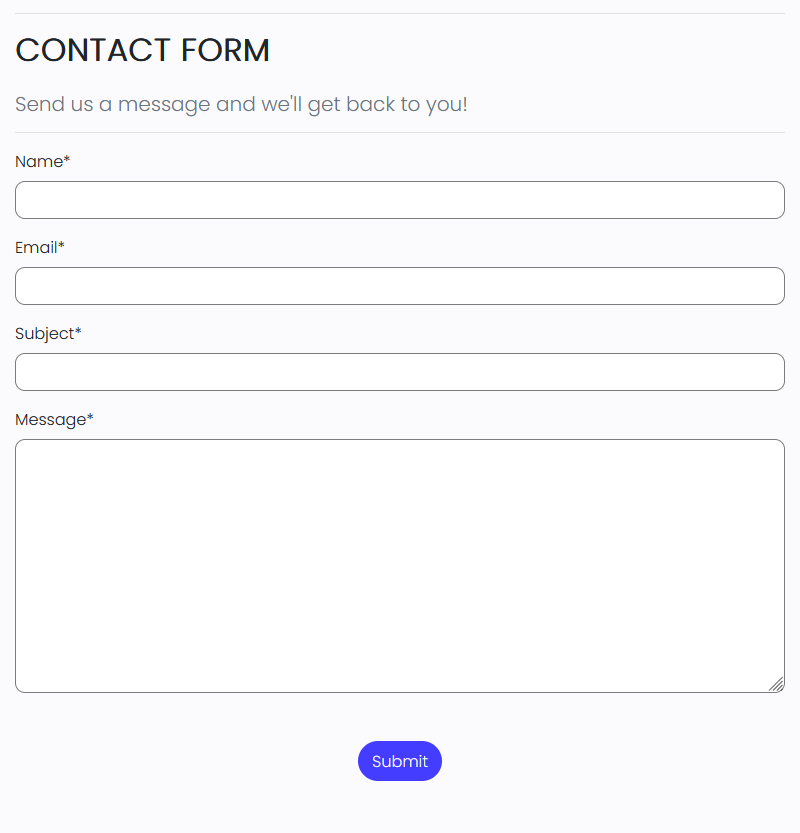 CONTACT FORM
Send us a message and we'll get back to you!
Name*
Email*
Subject*
Message*
Submit